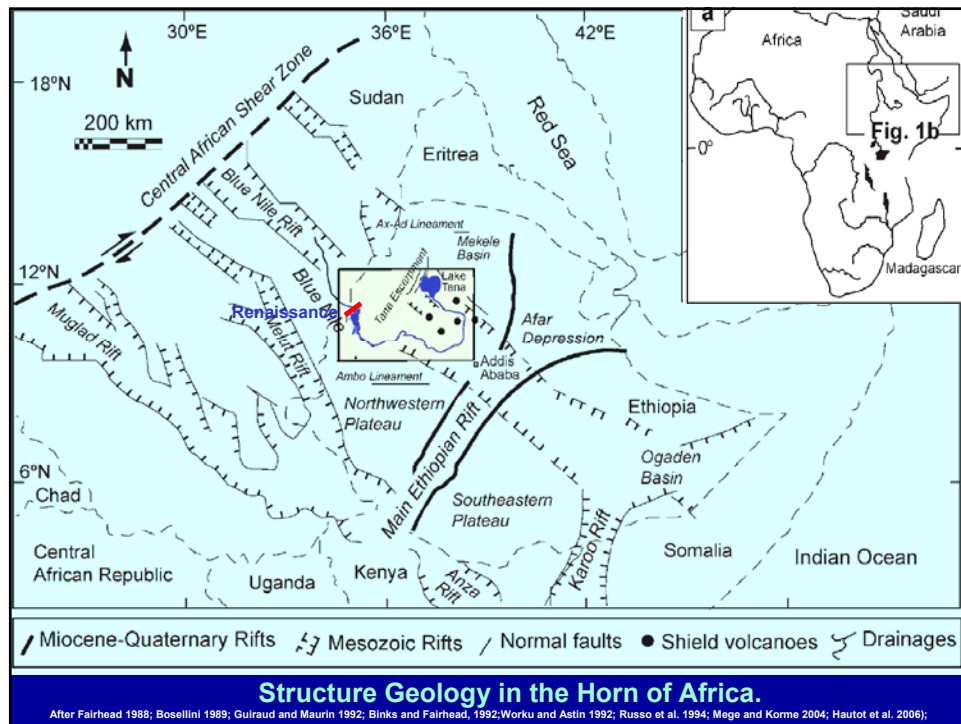 30ºE
36ºE
42ºE
18ºN
12ºN
6ºN
N
200 km
Central African Shear Zone
Sudan
Red Sea
Eritrea
Blue Nile Rift
Ax-Ad Lineament
Mekele
Basin
Lake
Tana
Tana Escarpment
Blue Nile
Renaissance
Muglad Rift
Melut Rift
Afar
Depression
Addis
Ababa
Ambo Lineament
Northwestern
Plateau
Main Ethiopian Rift
Ethiopia
Ogaden
Basin
Southeastern
Plateau
Chad
Central
African Republic
Uganda
Kenya
Anza
Rift
Karoo Rift
Somalia
Indian Ocean
a
Africa
Saudi
Arabia
Fig. 1b
0º
Madagascar
Miocene-Quaternary Rifts
Mesozoic Rifts
Normal faults
Shield volcanoes
Drainages
Structure Geology in the Horn of Africa.
After Fairhead 1988; Bosellini 1989; Guiraud and Maurin 1992; Binks and Fairhead, 1992;Worku and Astin 1992; Russo et al. 1994; Mege and Korme 2004; Hautot et al. 2006);